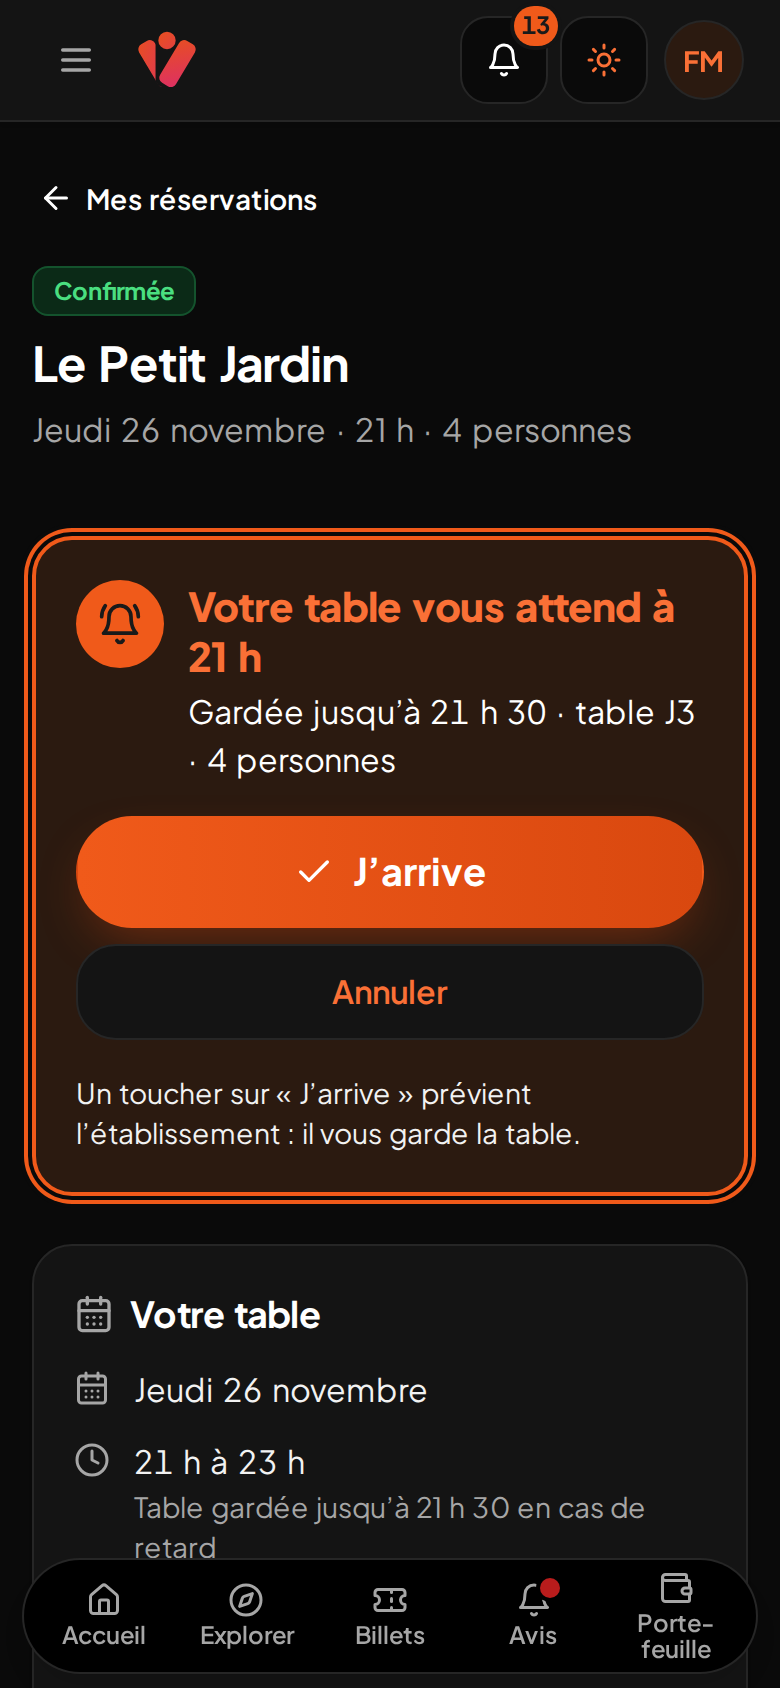 13
FM
Mes réservations
Confirmée
Le Petit Jardin
Jeudi 26 novembre · 21 h · 4 personnes
Votre table vous attend à
21 h
Gardée jusqu’à 21 h 30 · table J3
· 4 personnes
J’arrive
Annuler
Un toucher sur « J’arrive » prévient
l’établissement : il vous garde la table.
Votre table
Jeudi 26 novembre
21 h à 23 h
Table gardée jusqu’à 21 h 30 en cas de
retard
Accueil
Explorer
Billets
Avis
Porte-
feuille